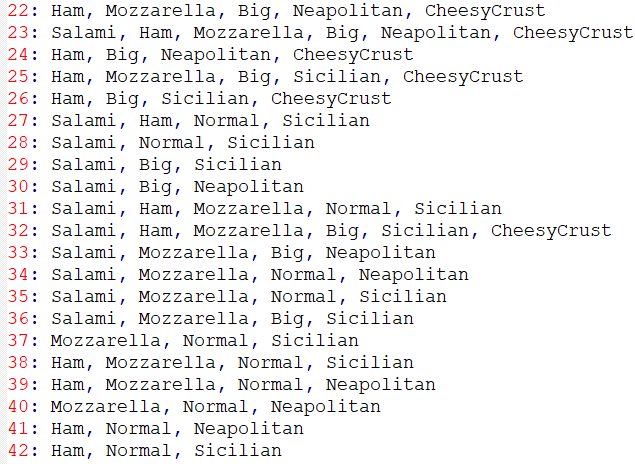 22: Ham, Mozzarella, Big, Neapolitan, CheesyCrust
23: Salami, Ham, Mozzarella, Big, Neapolitan, CheesyCrust
24: Ham, Big, Neapolitan, CheesyCrust
25: Ham, Mozzarella, Big, Sicilian, CheesyCrust
26: Ham, Big, Sicilian, CheesyCrust
27: Salami, Ham, Normal, Sicilian
28: Salami, Normal, Sicilian
29: Salami, Big, Sicilian
30: Salami, Big, Neapolitan
31: Salami, Ham, Mozzarella, Normal, Sicilian
32: Salami, Ham, Mozzarella, Big, Sicilian, CheesyCrust
33: Salami, Mozzarella, Big, Neapolitan
34: Salami, Mozzarella, Normal, Neapolitan
35: Salami, Mozzarella, Normal, Sicilian
36: Salami, Mozzarella, Big, Sicilian
37: Mozzarella, Normal, Sicilian
38: Ham, Mozzarella, Normal, Sicilian
39: Ham, Mozzarella, Normal, Neapolitan
40: Mozzarella, Normal, Neapolitan
41: Ham, Normal, Neapolitan
42: Ham, Normal, Sicilian